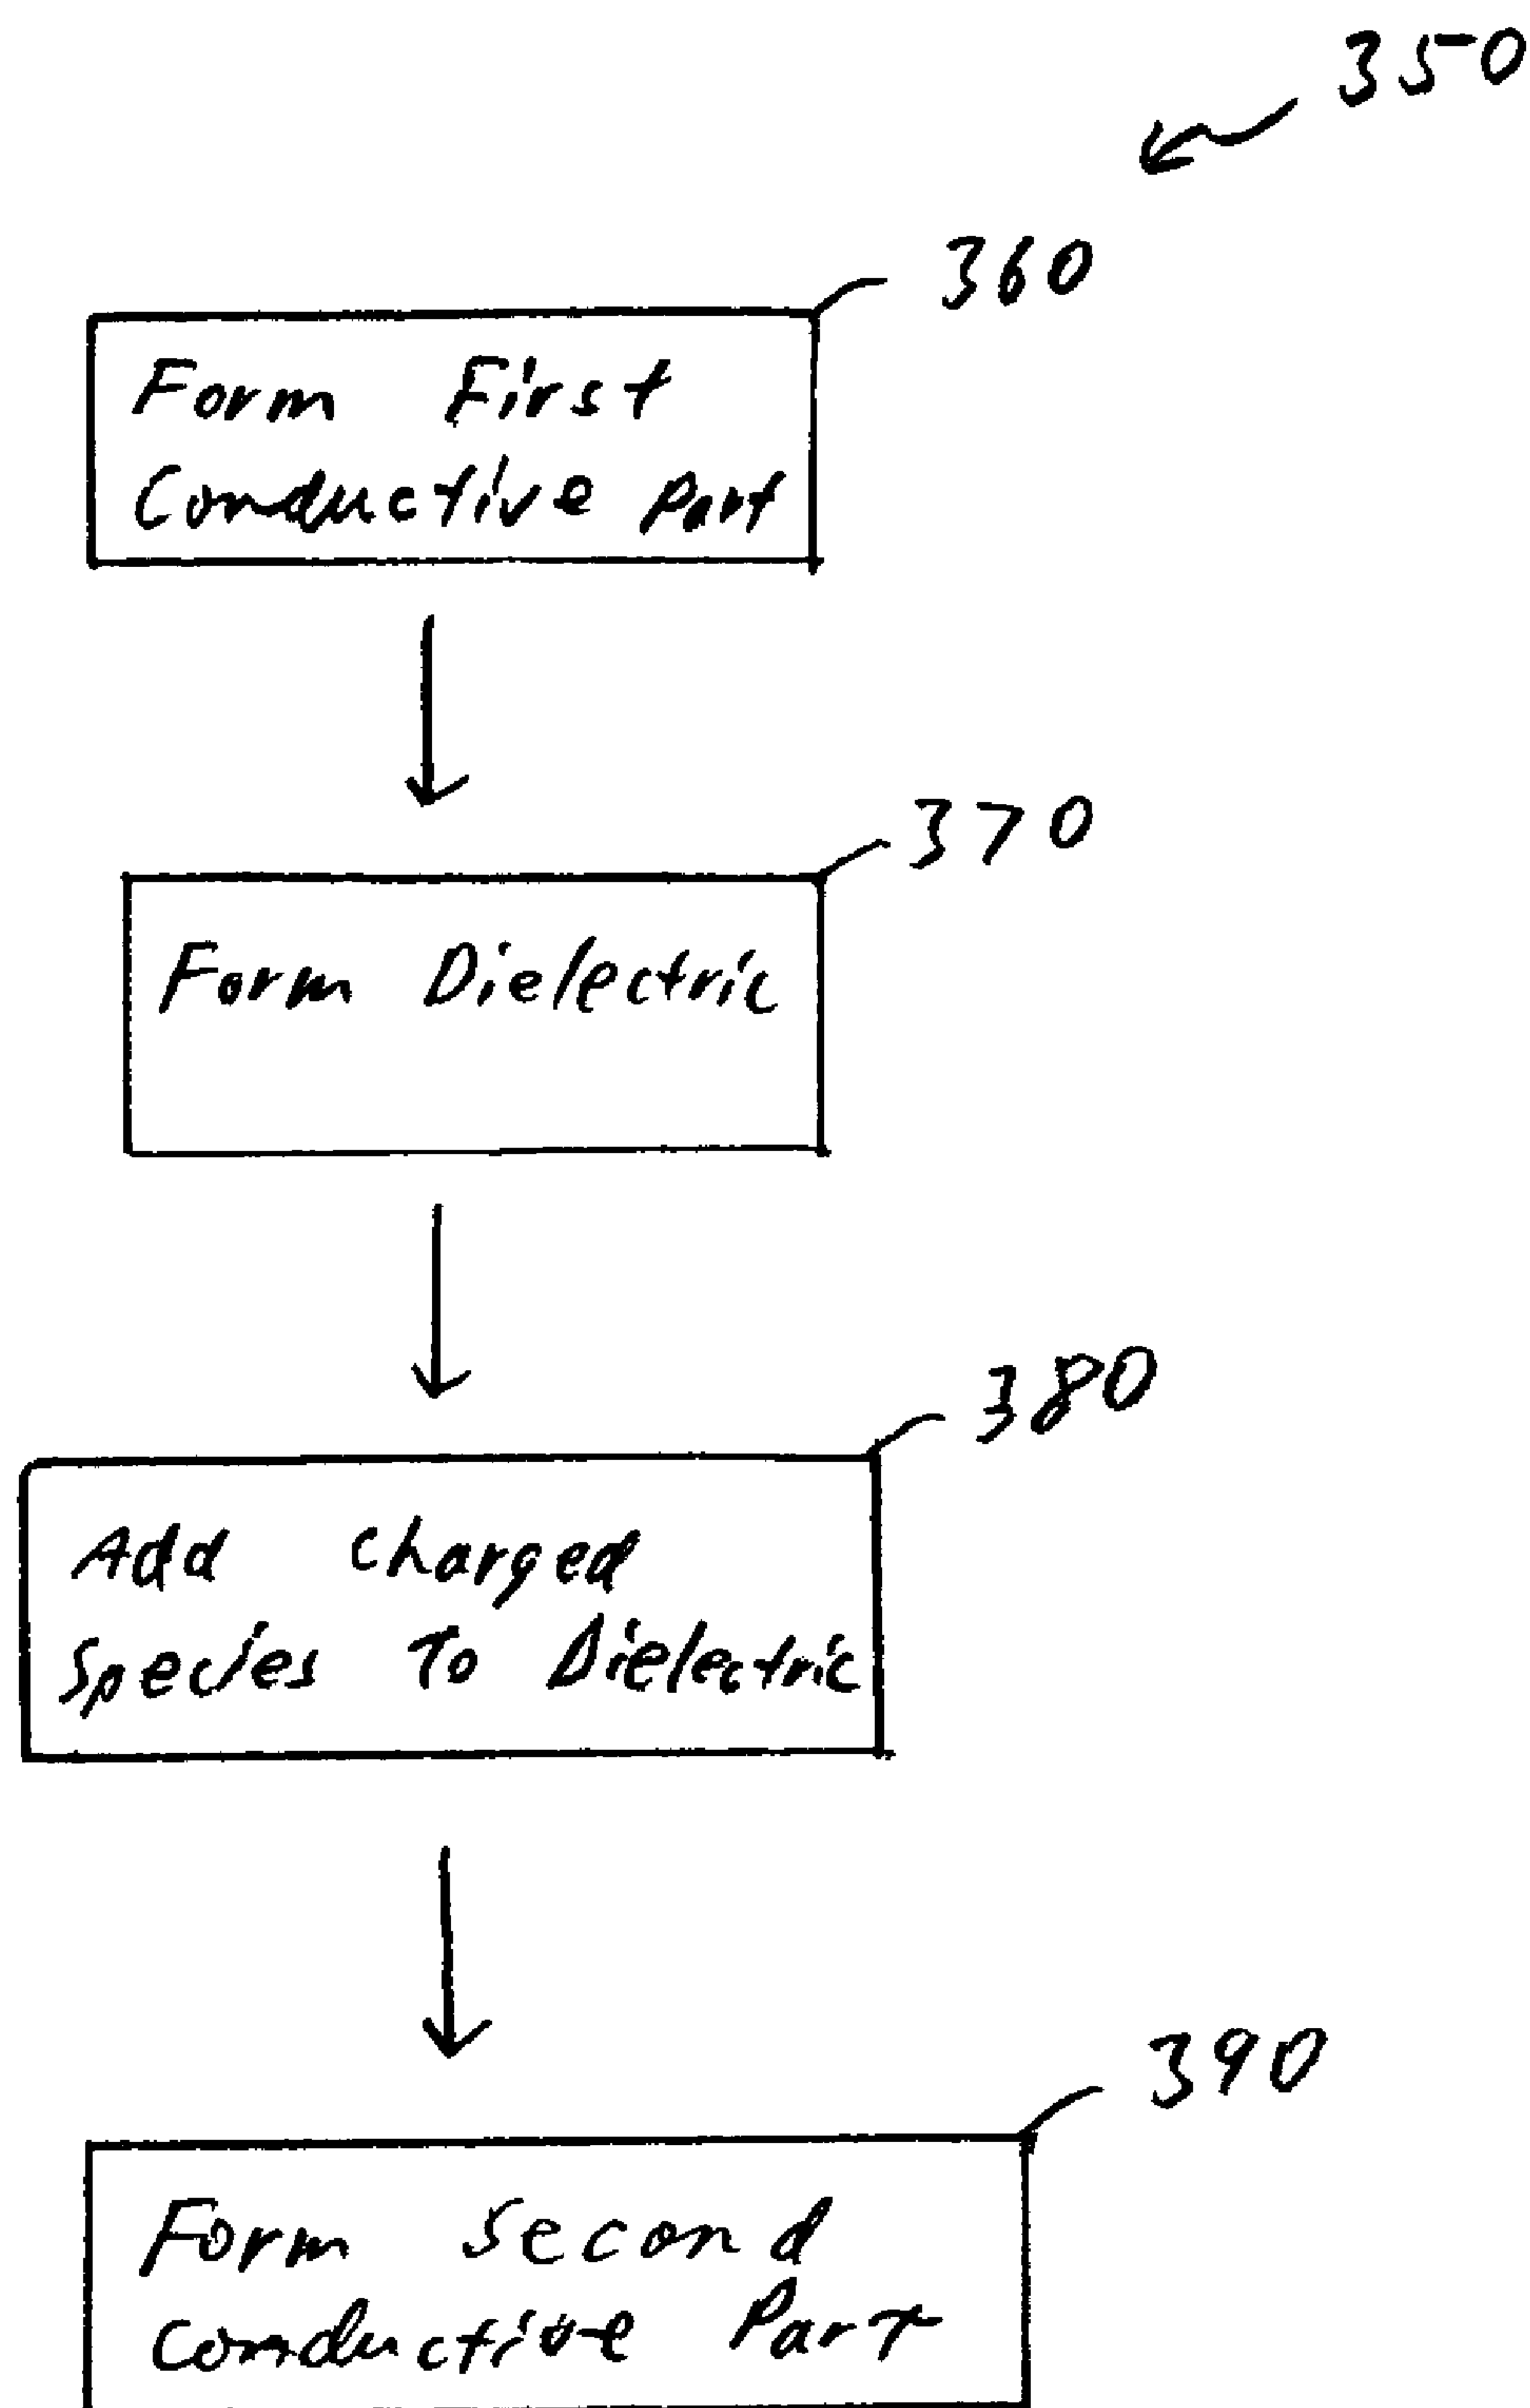 350
360
Form First
Conductive Part
370
Form Dielectric
380
Add Charged
Species To Dielectric
390
Form Second
Conductive Part